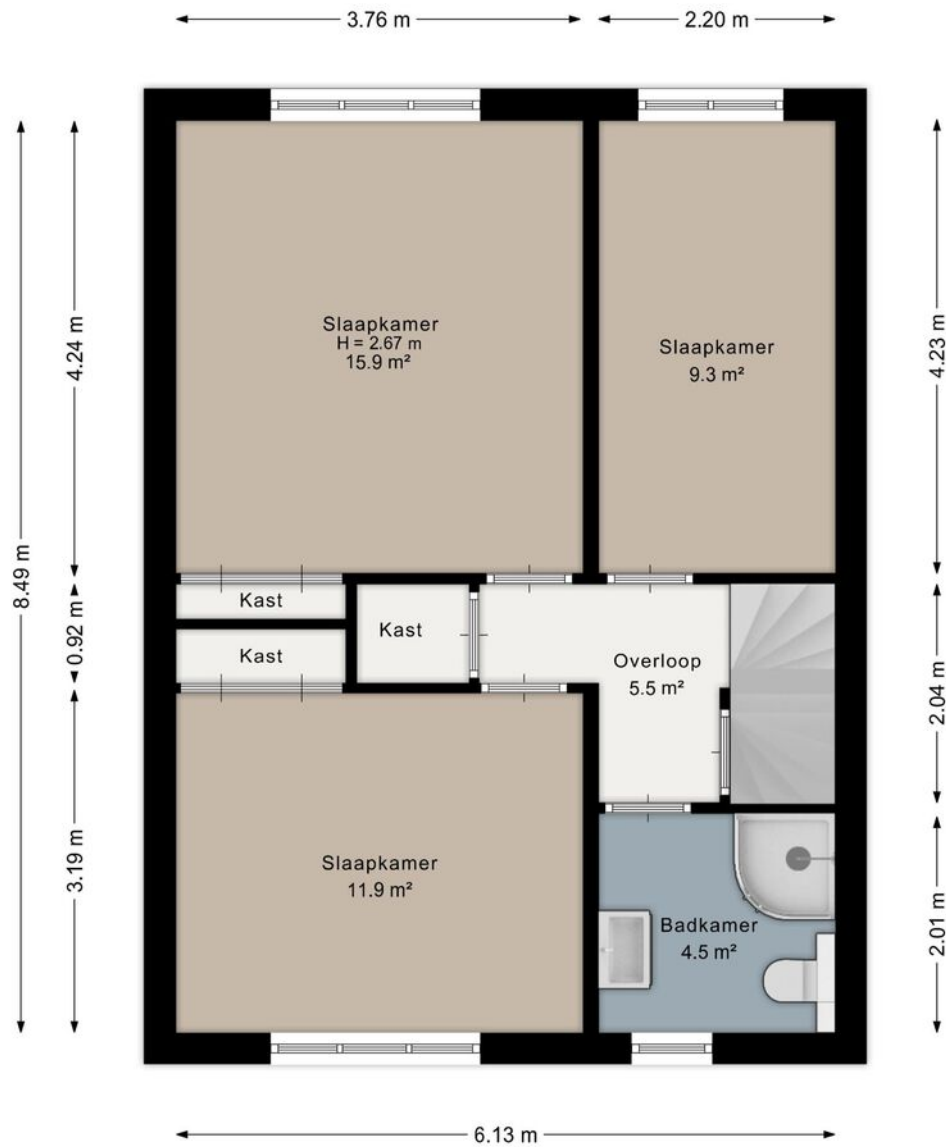 3.76 m
2.20 m
8.49 m
4.24 m
0.92 m
3.19 m
Slaapkamer
H = 2.67 m
15.9 m²
Slaapkamer
9.3 m²
4.23 m
2.04 m
2.01 m
Kast
Kast
Kast
Overloop
5.5 m²
Slaapkamer
11.9 m²
Badkamer
4.5 m²
6.13 m